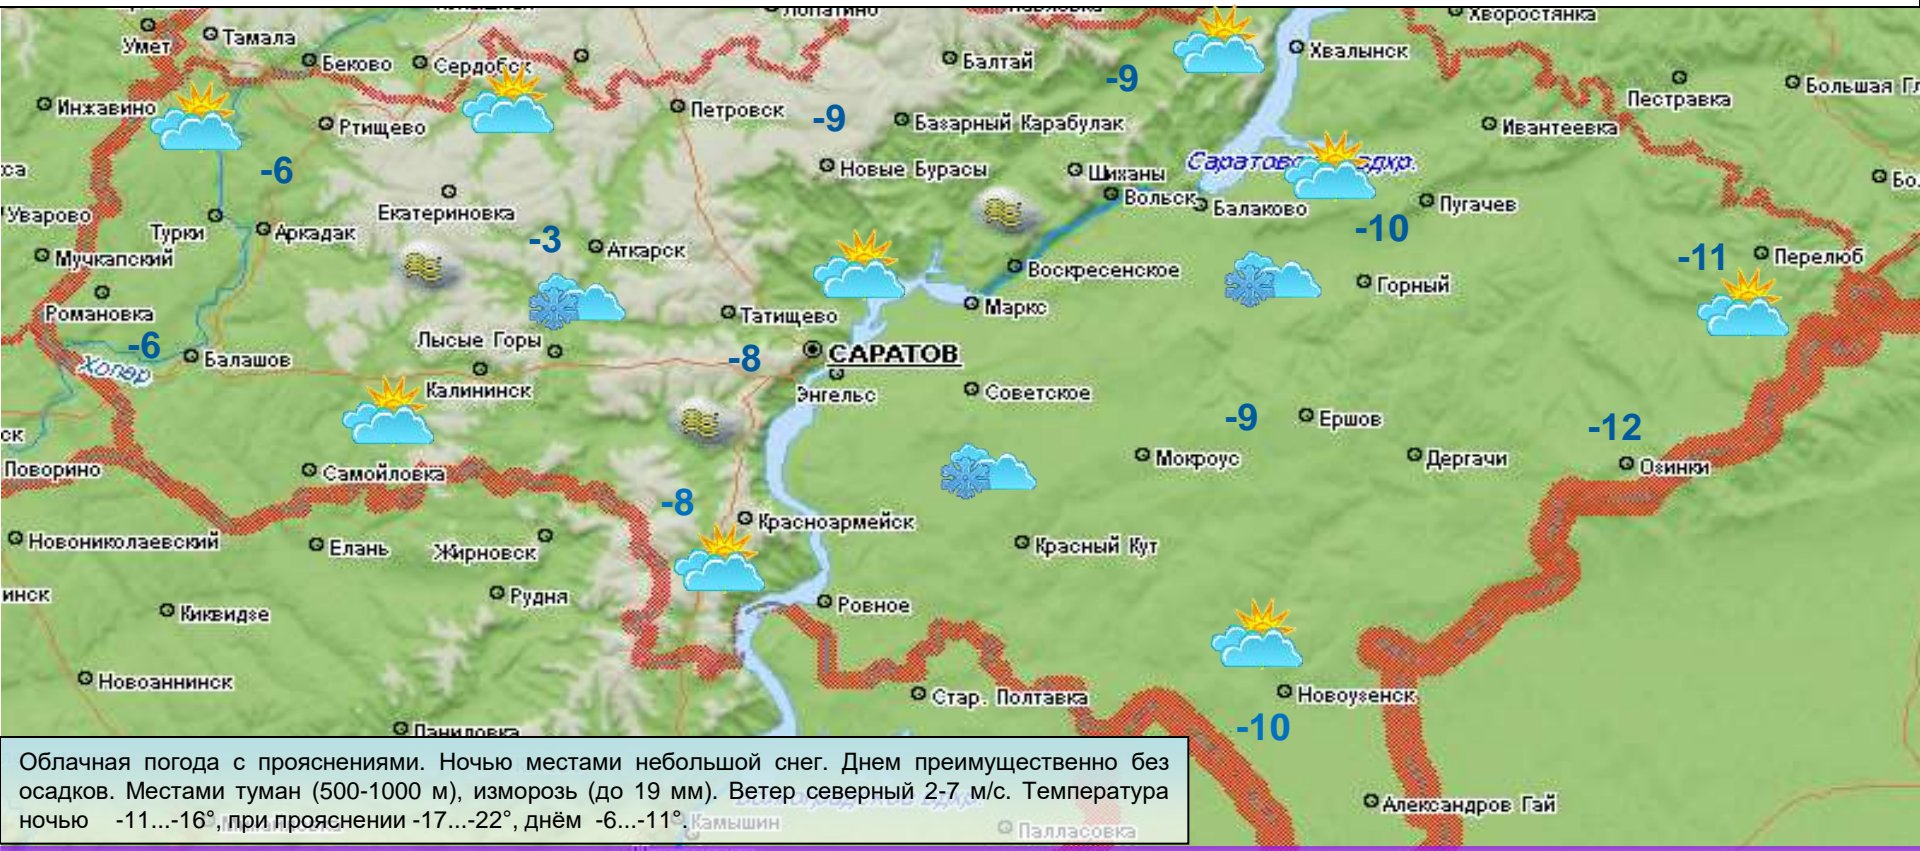 Лопатино
Хворостянка
Умет
Тамала
Беково
Сердобск
Балтай
Хвалынск
-9
Инжавино
Ртищево
Петровск
-9
Базарный Карабулак
Пестравка
Ивантеевка
-6
Новые Бурасы
Шиханы
Вольск
Балаково
Пугачев
Уварово
Екатериновка
Турки
Аркадак
-3
Аткарск
-10
Мучкапский
Воскресенское
-11
Перелюб
Горный
Романовка
Татищево
Маркс
-6
Балашов
Лысые Горы
-8
САРАТОВ
Хопер
Калининск
Энгельс
Советское
-9
Ершов
-12
Поворино
Самойловка
Мокроус
Дергачи
Озинки
-8
Красноармейск
Новониколаевский
Елань
Жирновск
Красный Кут
инск
Рудня
Киквидзе
Ровное
Новоаннинск
Стар. Полтавка
Новоузенск
-10
Даниловка
Облачная погода с прояснениями. Ночью местами небольшой снег. Днем преимущественно без
осадков. Местами туман (500-1000 м), изморозь (до 19 мм). Ветер северный 2-7 м/с. Температура
ночью -11...-16°, при прояснении -17...-22°, днём -6...-11°.
Александров Гай
Камышин
Палласовка